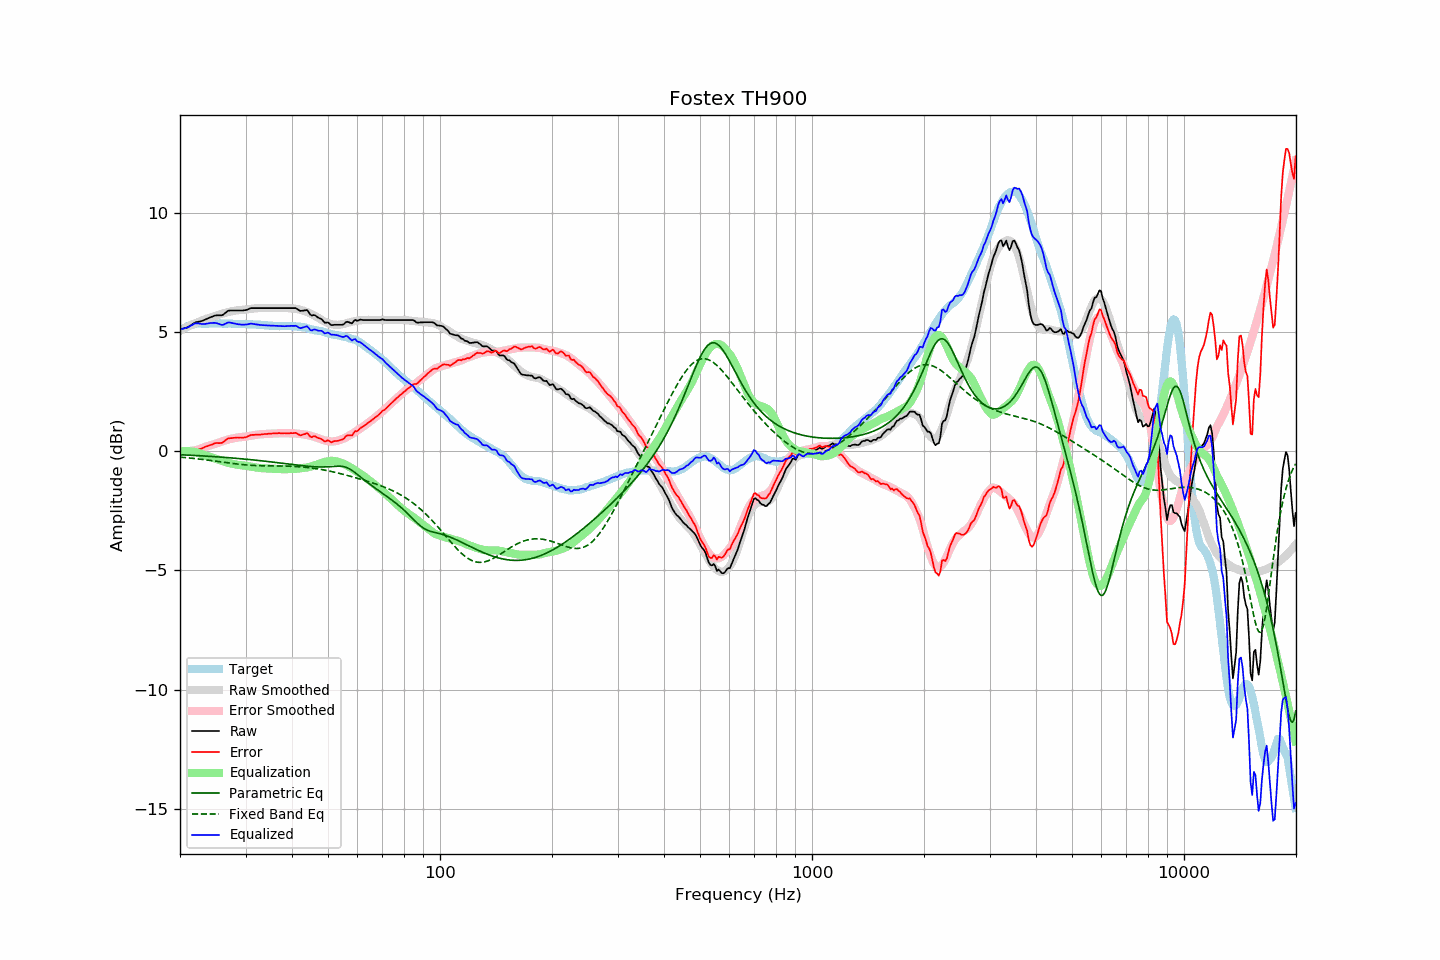 Fostex TH900
Amplitude (dBr)
10
5
0
−5
−10
−15
Target
Raw Smoothed
Error Smoothed
Raw
Error
Equalization
Parametric Eq
Fixed Band Eq
Equalized
100
1000
10000
Frequency (Hz)